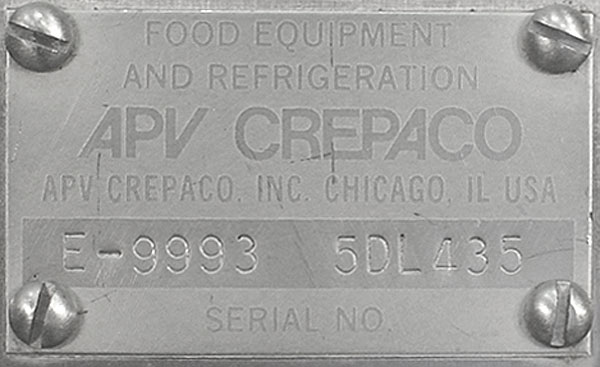 FOOD EQUIPMENT
AND REFRIGERATION
APV CREPACO
APV CREPACO, INC. CHICAGO, IL USA
E-9993 5DL435
SERIAL NO.